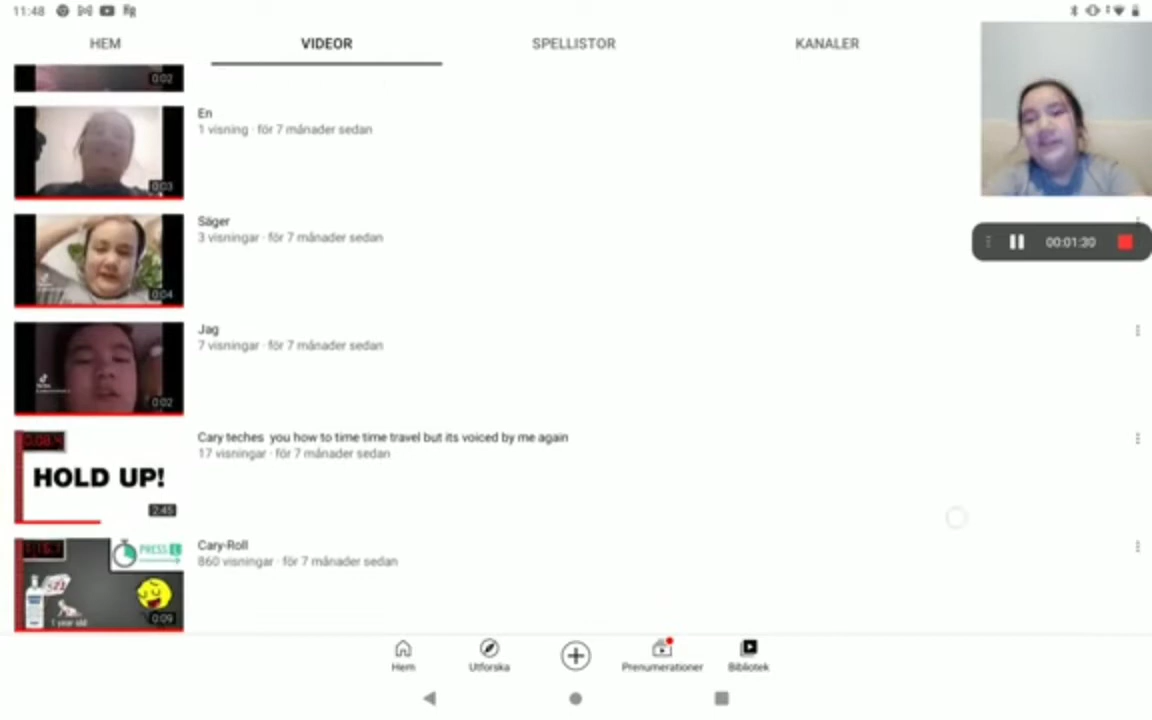 11:48
HEM
VIDEOR
SPELLISTOR
KANALER
0:02
En
1 visning · för 7 månader sedan
0:03
Säger
3 visningar · för 7 månader sedan
00:01:30
0:04
Jag
7 visningar · för 7 månader sedan
0:02
Cary teches you how to time time travel but its voiced by me again
17 visningar · för 7 månader sedan
HOLD UP!
2:45
Cary-Roll
860 visningar · för 7 månader sedan
PRESS L
1 year old
0:09
Hem
Utforska
Prenumerationer
Bibliotek